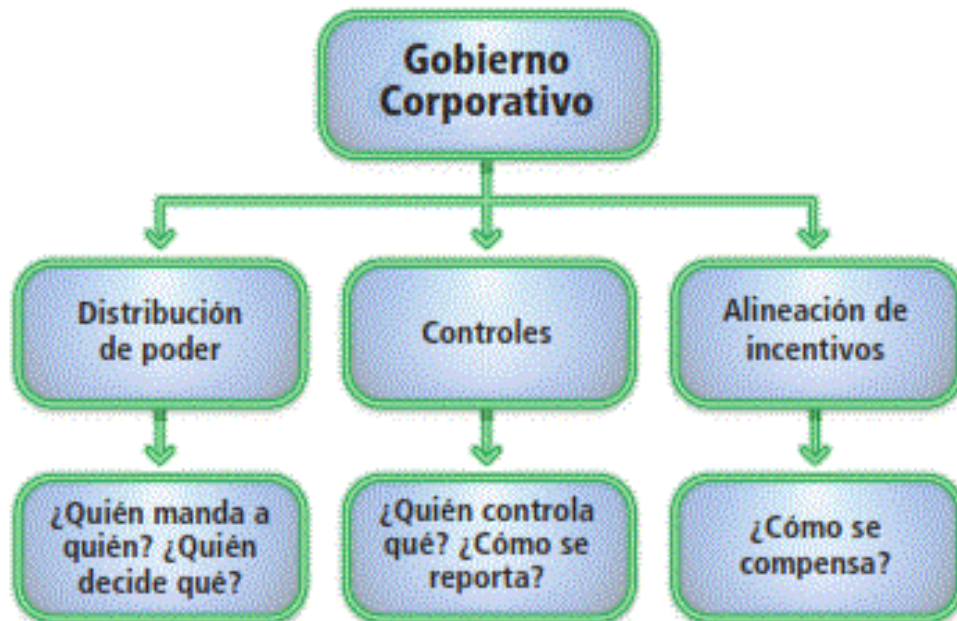 Gobierno
Corporativo
Distribución
de poder
Controles
Alineación de
incentivos
¿Quién manda a
quién? ¿Quién
decide qué?
¿Quién controla
qué? ¿Cómo se
reporta?
¿Cómo se
compensa?